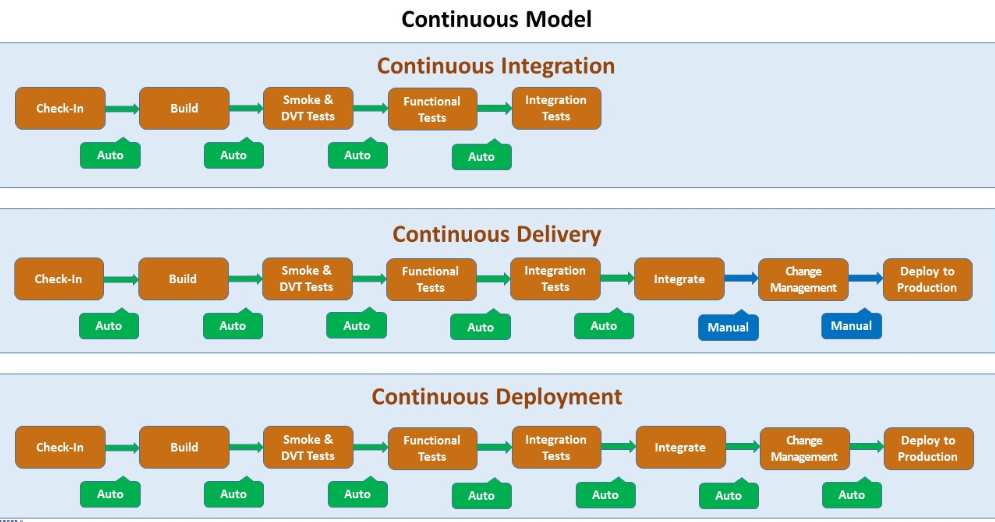 Continuous Model
Continuous Integration
Check-In
Build
Smoke &
DVT Tests
Functional
Tests
Integration
Tests
Auto
Auto
Auto
Auto
Continuous Delivery
Check-In
Build
Smoke &
DVT Tests
Functional
Tests
Integration
Tests
Integrate
Change
Management
Deploy to
Production
Auto
Auto
Auto
Auto
Auto
Manual
Manual
Continuous Deployment
Check-In
Build
Smoke &
DVT Tests
Functional
Tests
Integration
Tests
Integrate
Change
Management
Deploy to
Production
Auto
Auto
Auto
Auto
Auto
Auto
Auto